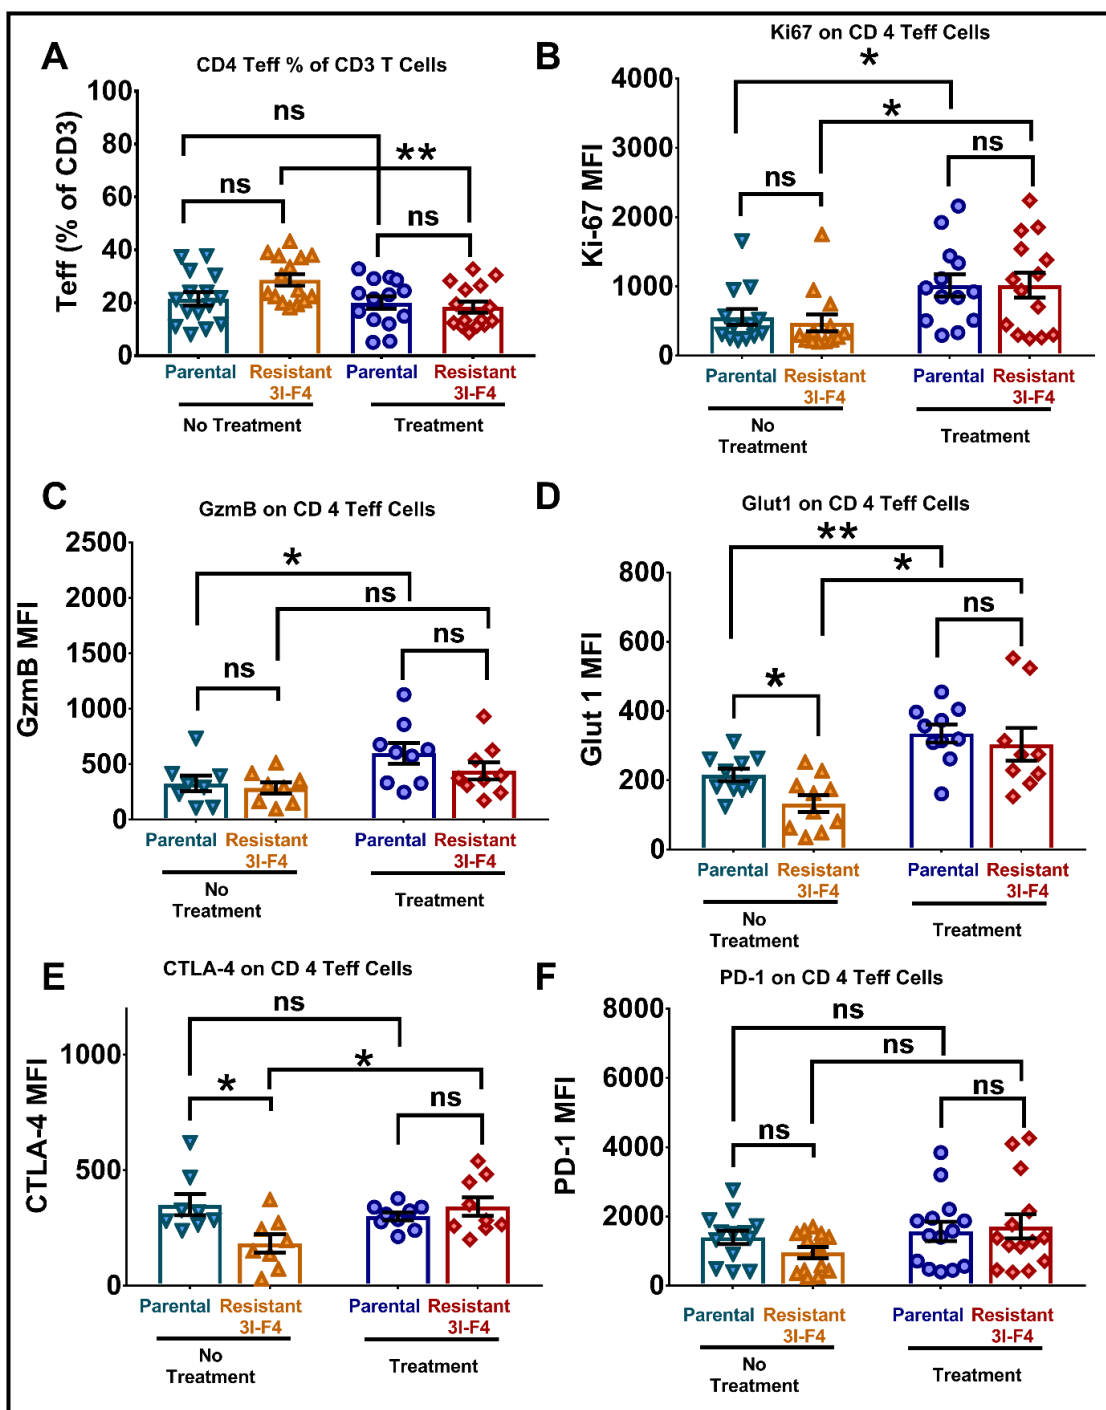 A
CD4 Teff % of CD3 T Cells
Teff (% of CD3)
100
80
60
40
20
0
ns
**
ns
ns
Parental
Resistant
3I-F4
Parental
Resistant
3I-F4
No Treatment
Treatment
B
Ki67 on CD 4 Teff Cells
Ki-67 MFI
4000
3000
2000
1000
0
*
*
ns
ns
Parental
Resistant
3I-F4
Parental
Resistant
3I-F4
No
Treatment
Treatment
C
GzmB on CD 4 Teff Cells
GzmB MFI
2500
2000
1500
1000
500
0
*
ns
ns
ns
Parental
Resistant
3I-F4
Parental
Resistant
3I-F4
No
Treatment
Treatment
D
Glut1 on CD 4 Teff Cells
Glut 1 MFI
800
600
400
200
0
**
*
ns
*
Parental
Resistant
3I-F4
Parental
Resistant
3I-F4
No
Treatment
Treatment
E
CTLA-4 on CD 4 Teff Cells
CTLA-4 MFI
1000
500
0
ns
*
*
ns
Parental
Resistant
3I-F4
Parental
Resistant
3I-F4
No
Treatment
Treatment
F
PD-1 on CD 4 Teff Cells
PD-1 MFI
8000
6000
4000
2000
0
ns
ns
ns
ns
Parental
Resistant
3I-F4
Parental
Resistant
3I-F4
No
Treatment
Treatment